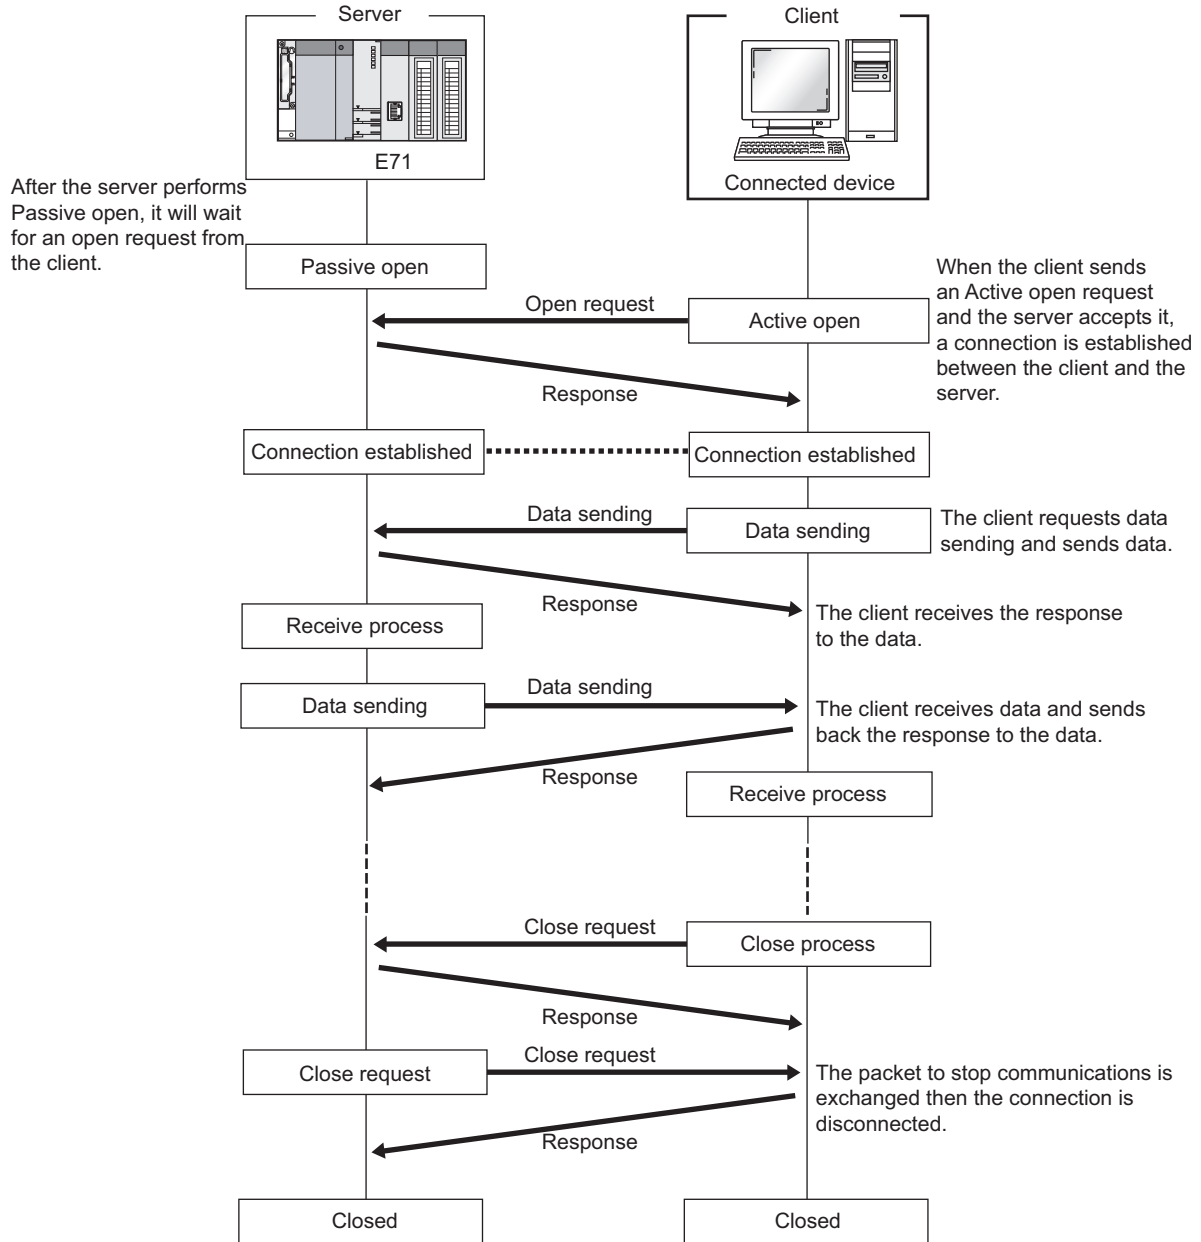 Server
Client
E71
Connected device
After the server performs
Passive open, it will wait
for an open request from
the client.
Passive open
When the client sends
an Active open request
and the server accepts it,
a connection is established
between the client and the
server.
Open request
Active open
Response
Connection established
Connection established
Data sending
Data sending
The client requests data
sending and sends data.
Response
The client receives the response
to the data.
Receive process
Data sending
Data sending
The client receives data and sends
back the response to the data.
Response
Receive process
Close request
Close process
Response
Close request
Close request
The packet to stop communications is
exchanged then the connection is
disconnected.
Response
Closed
Closed